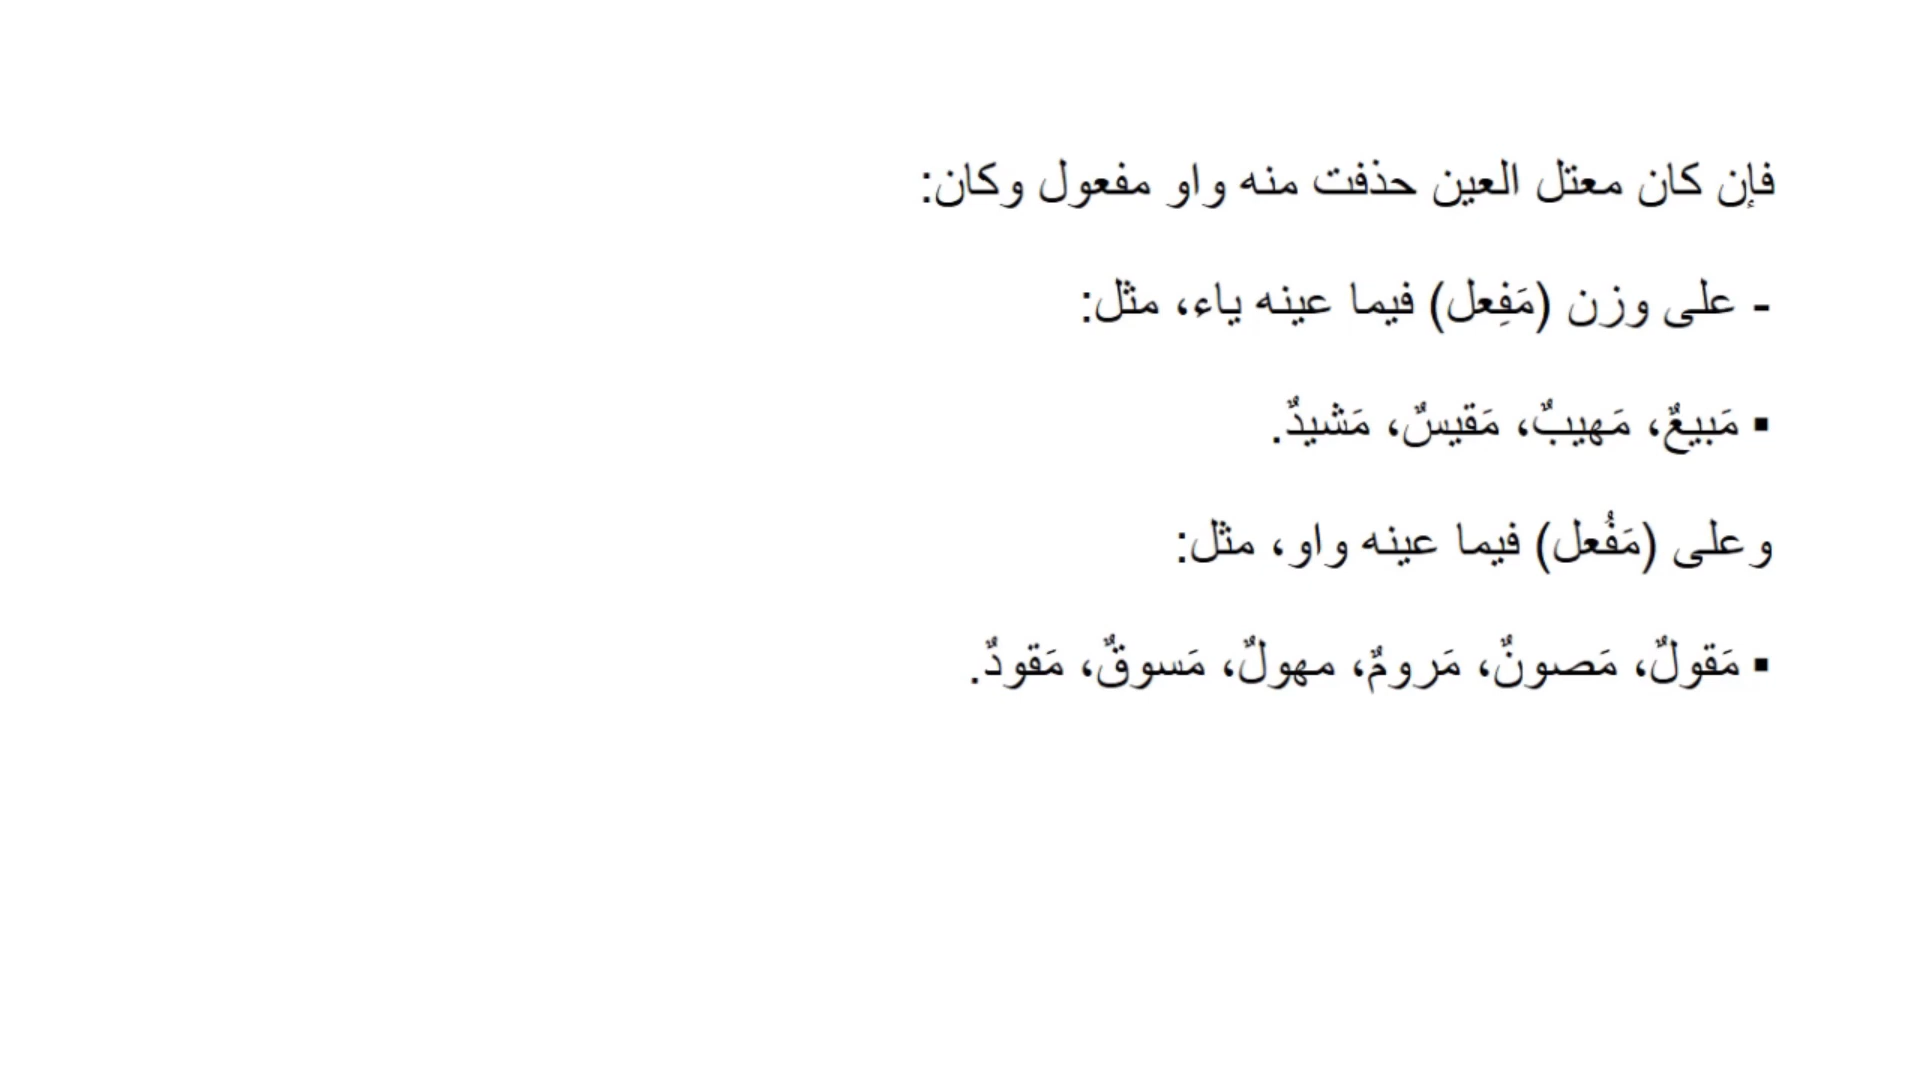 فإن كان معتل العين حذفت منه واو مفعول وكان:
- على وزن (مَفِعل) فيما عينه ياء، مثل:
▪ مَبيعٌ، مَهيبٌ، مَقيسٌ، مَشيدٌ.
وعلى (مَفُعل) فيما عينه واو، مثل:
▪ مَقولٌ، مَصونٌ، مَرومٌ، مهولٌ، مَسوقٌ، مَقودٌ.